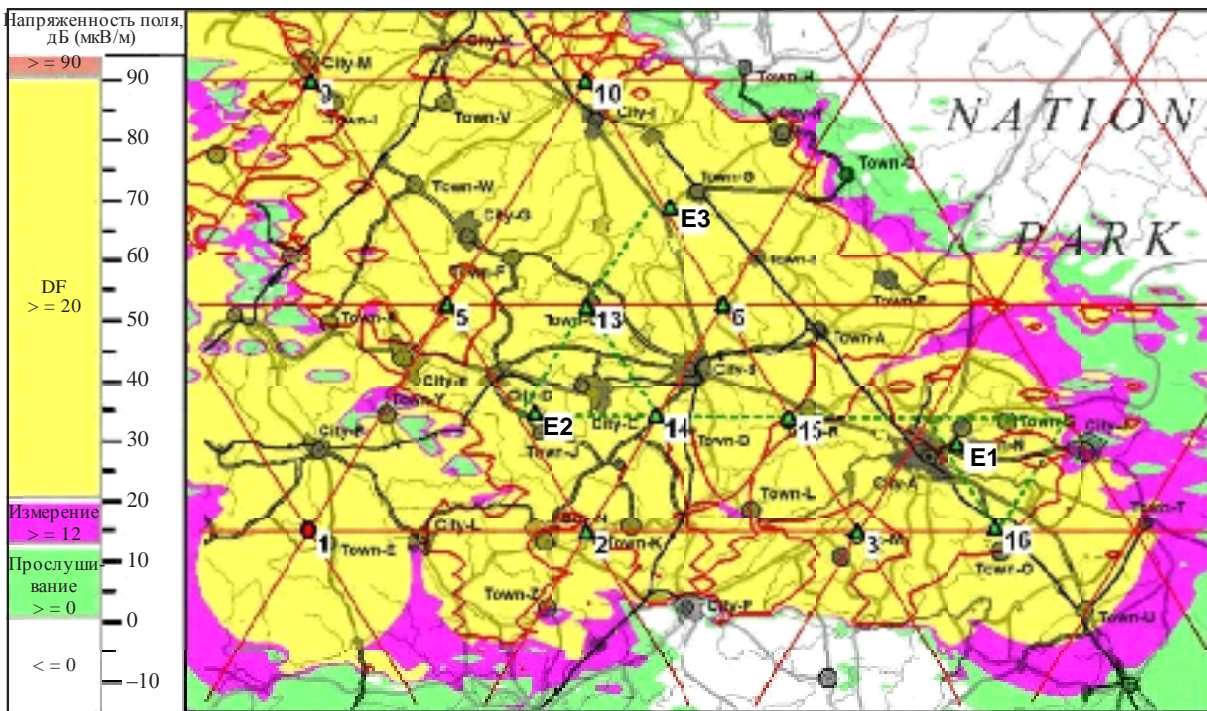 Напряженность поля,
дБ (мкВ/м)
>= 90
90
80
70
60
DF
>= 20
50
40
30
20
Измерение
>= 12
10
Прослуши-
вание
>= 0
0
<= 0
–10
City-K
City-M
9
Town-V
10
City-I
Town-H
NATION
Town-W
City-G
Town-F
E3
PARK
5
13
6
Town-P
Town-A
City-S
Town-Y
City-C
E2
14
Town-D
15
Town-J
E1
City-A
Town-L
Town-T
City-L
1
Town-E
2
Town-K
3
16
Town-O
Town-Z
City-F
Town-U